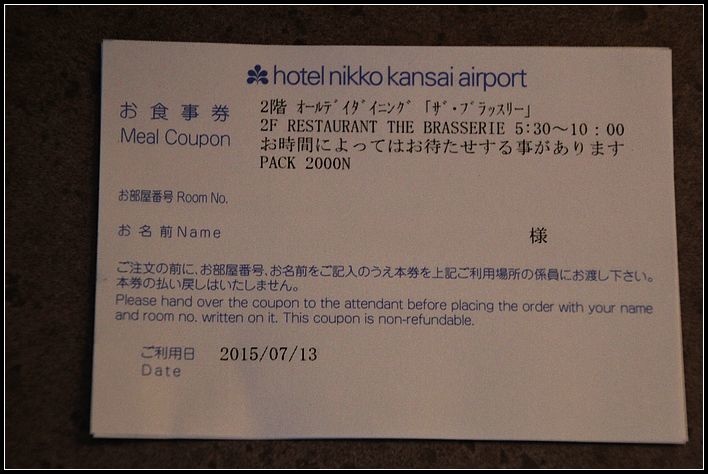 hotel nikko kansai airport
お食事券 2階 ｵｰﾙﾃﾞｲﾀﾞｲﾆﾝｸﾞ 「ｻﾞ・ﾌﾞﾗｯｽﾘｰ」
Meal Coupon 2F RESTAURANT THE BRASSERIE 5:30～10：00
お時間によってはお待たせする事があります
PACK 2000N
お部屋番号 Room No.
お名前 Name 様
ご注文の前に、お部屋番号、お名前をご記入のうえ本券を上記ご利用場所の係員にお渡し下さい。
本券の払い戻しはいたしません。
Please hand over the coupon to the attendant before placing the order with your name
and room no. written on it. This coupon is non-refundable.
ご利用日 2015/07/13
Date